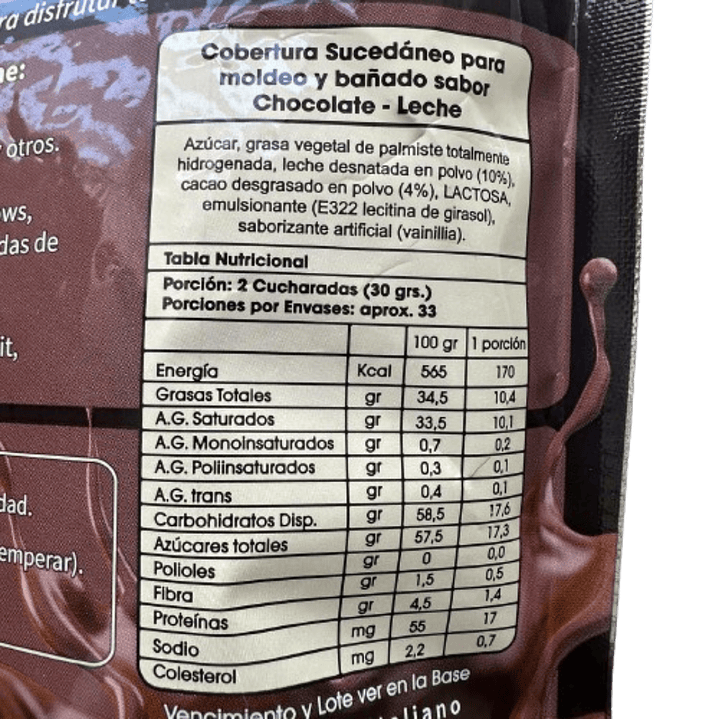 ra disfrutar
ne:
otros.
ws,
das de
it,
dad.
emperar).
Cobertura Sucedáneo para
moldeo y bañado sabor
Chocolate - Leche
Azúcar, grasa vegetal de palmiste totalmente
hidrogenada, leche desnatada en polvo (10%),
cacao desgrasado en polvo (4%), LACTOSA,
emulsionante (E322 lecitina de girasol),
saborizante artificial (vainillia).
Tabla Nutricional
Porción: 2 Cucharadas (30 grs.)
Porciones por Envases: aprox. 33
100 gr 1 porción
Energía Kcal 565 170
Grasas Totales gr 34,5 10,4
A.G. Saturados gr 33,5 10,1
A.G. Monoinsaturados gr 0,7 0,2
A.G. Poliinsaturados gr 0,3 0,1
A.G. trans gr 0,4 0,1
Carbohidratos Disp. gr 58,5 17,6
Azúcares totales gr 57,5 17,3
Polioles gr 0 0,0
Fibra gr 1,5 0,5
Proteínas gr 4,5 1,4
Sodio mg 55 17
Colesterol mg 2,2 0,7
Vencimiento y Lote ver en la Base
liano